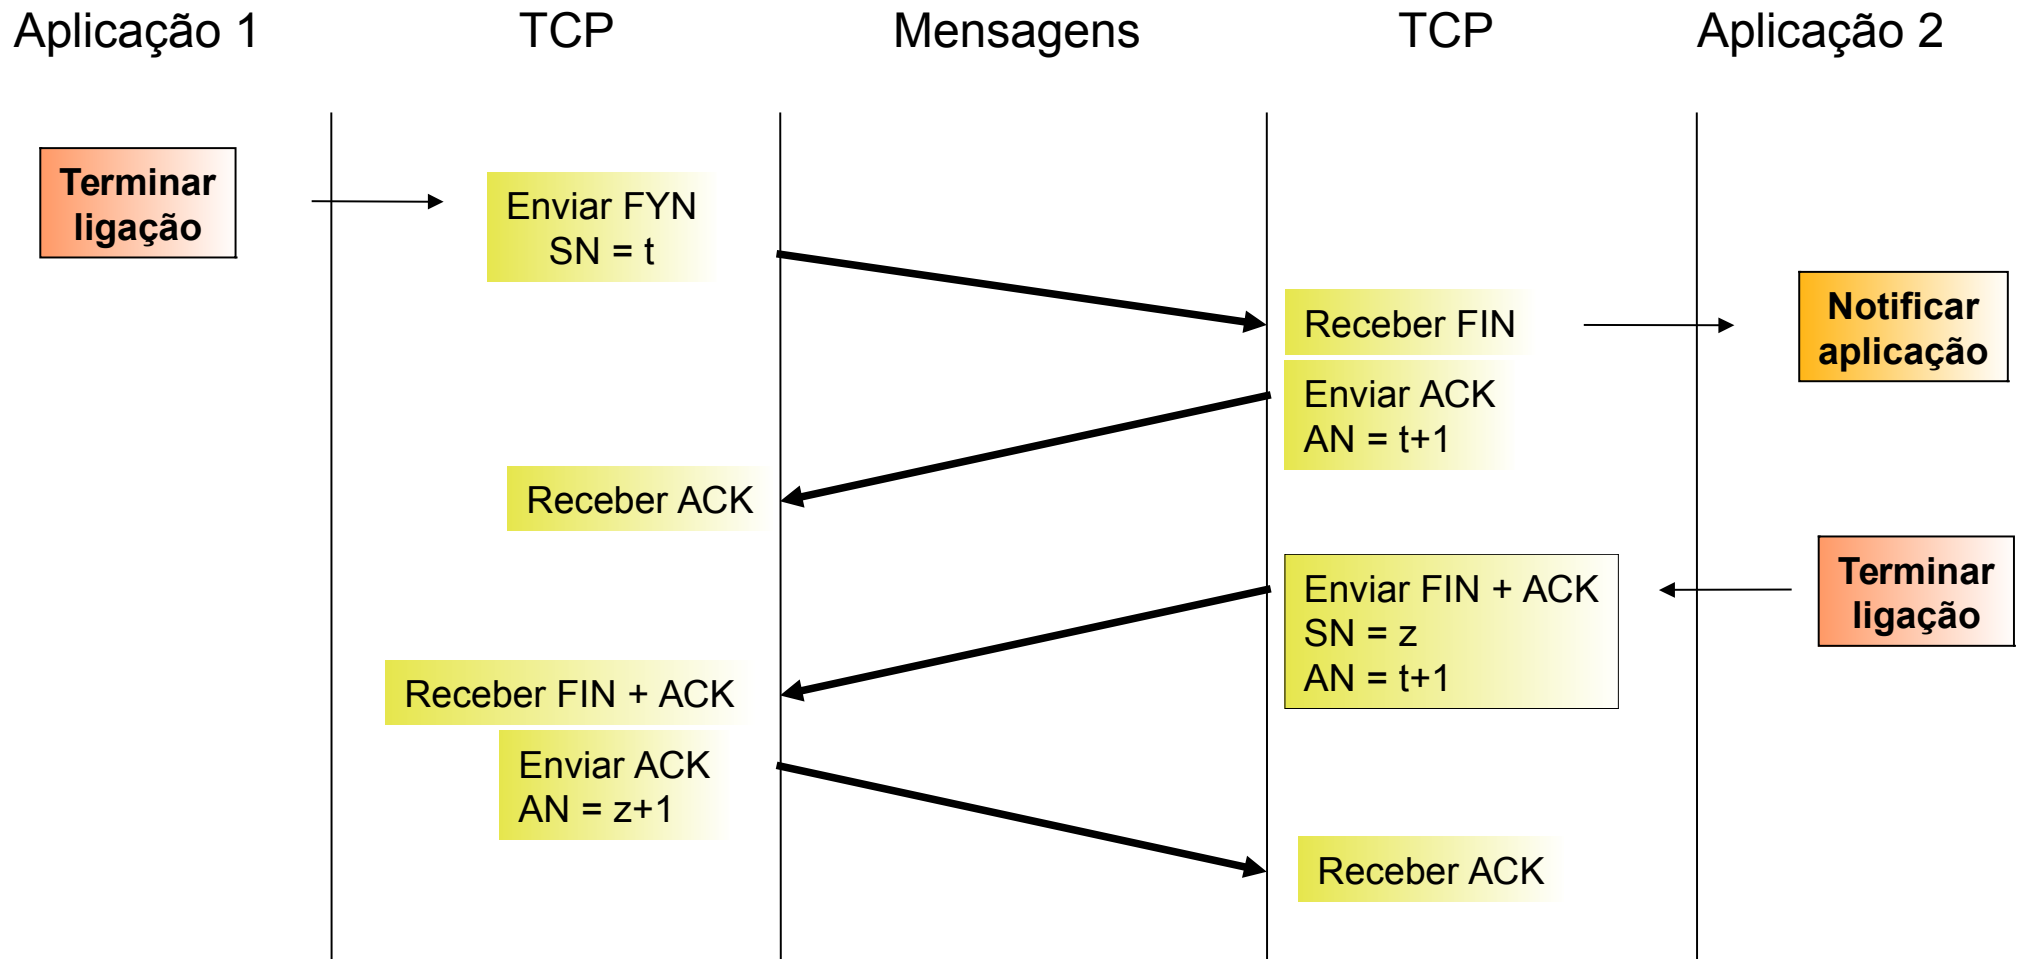 Aplicação 1
TCP
Mensagens
TCP
Aplicação 2
Terminar
ligação
Enviar FYN
SN = t
Receber FIN
Notificar
aplicação
Enviar ACK
AN = t+1
Receber ACK
Terminar
ligação
Enviar FIN + ACK
SN = z
AN = t+1
Receber FIN + ACK
Enviar ACK
AN = z+1
Receber ACK